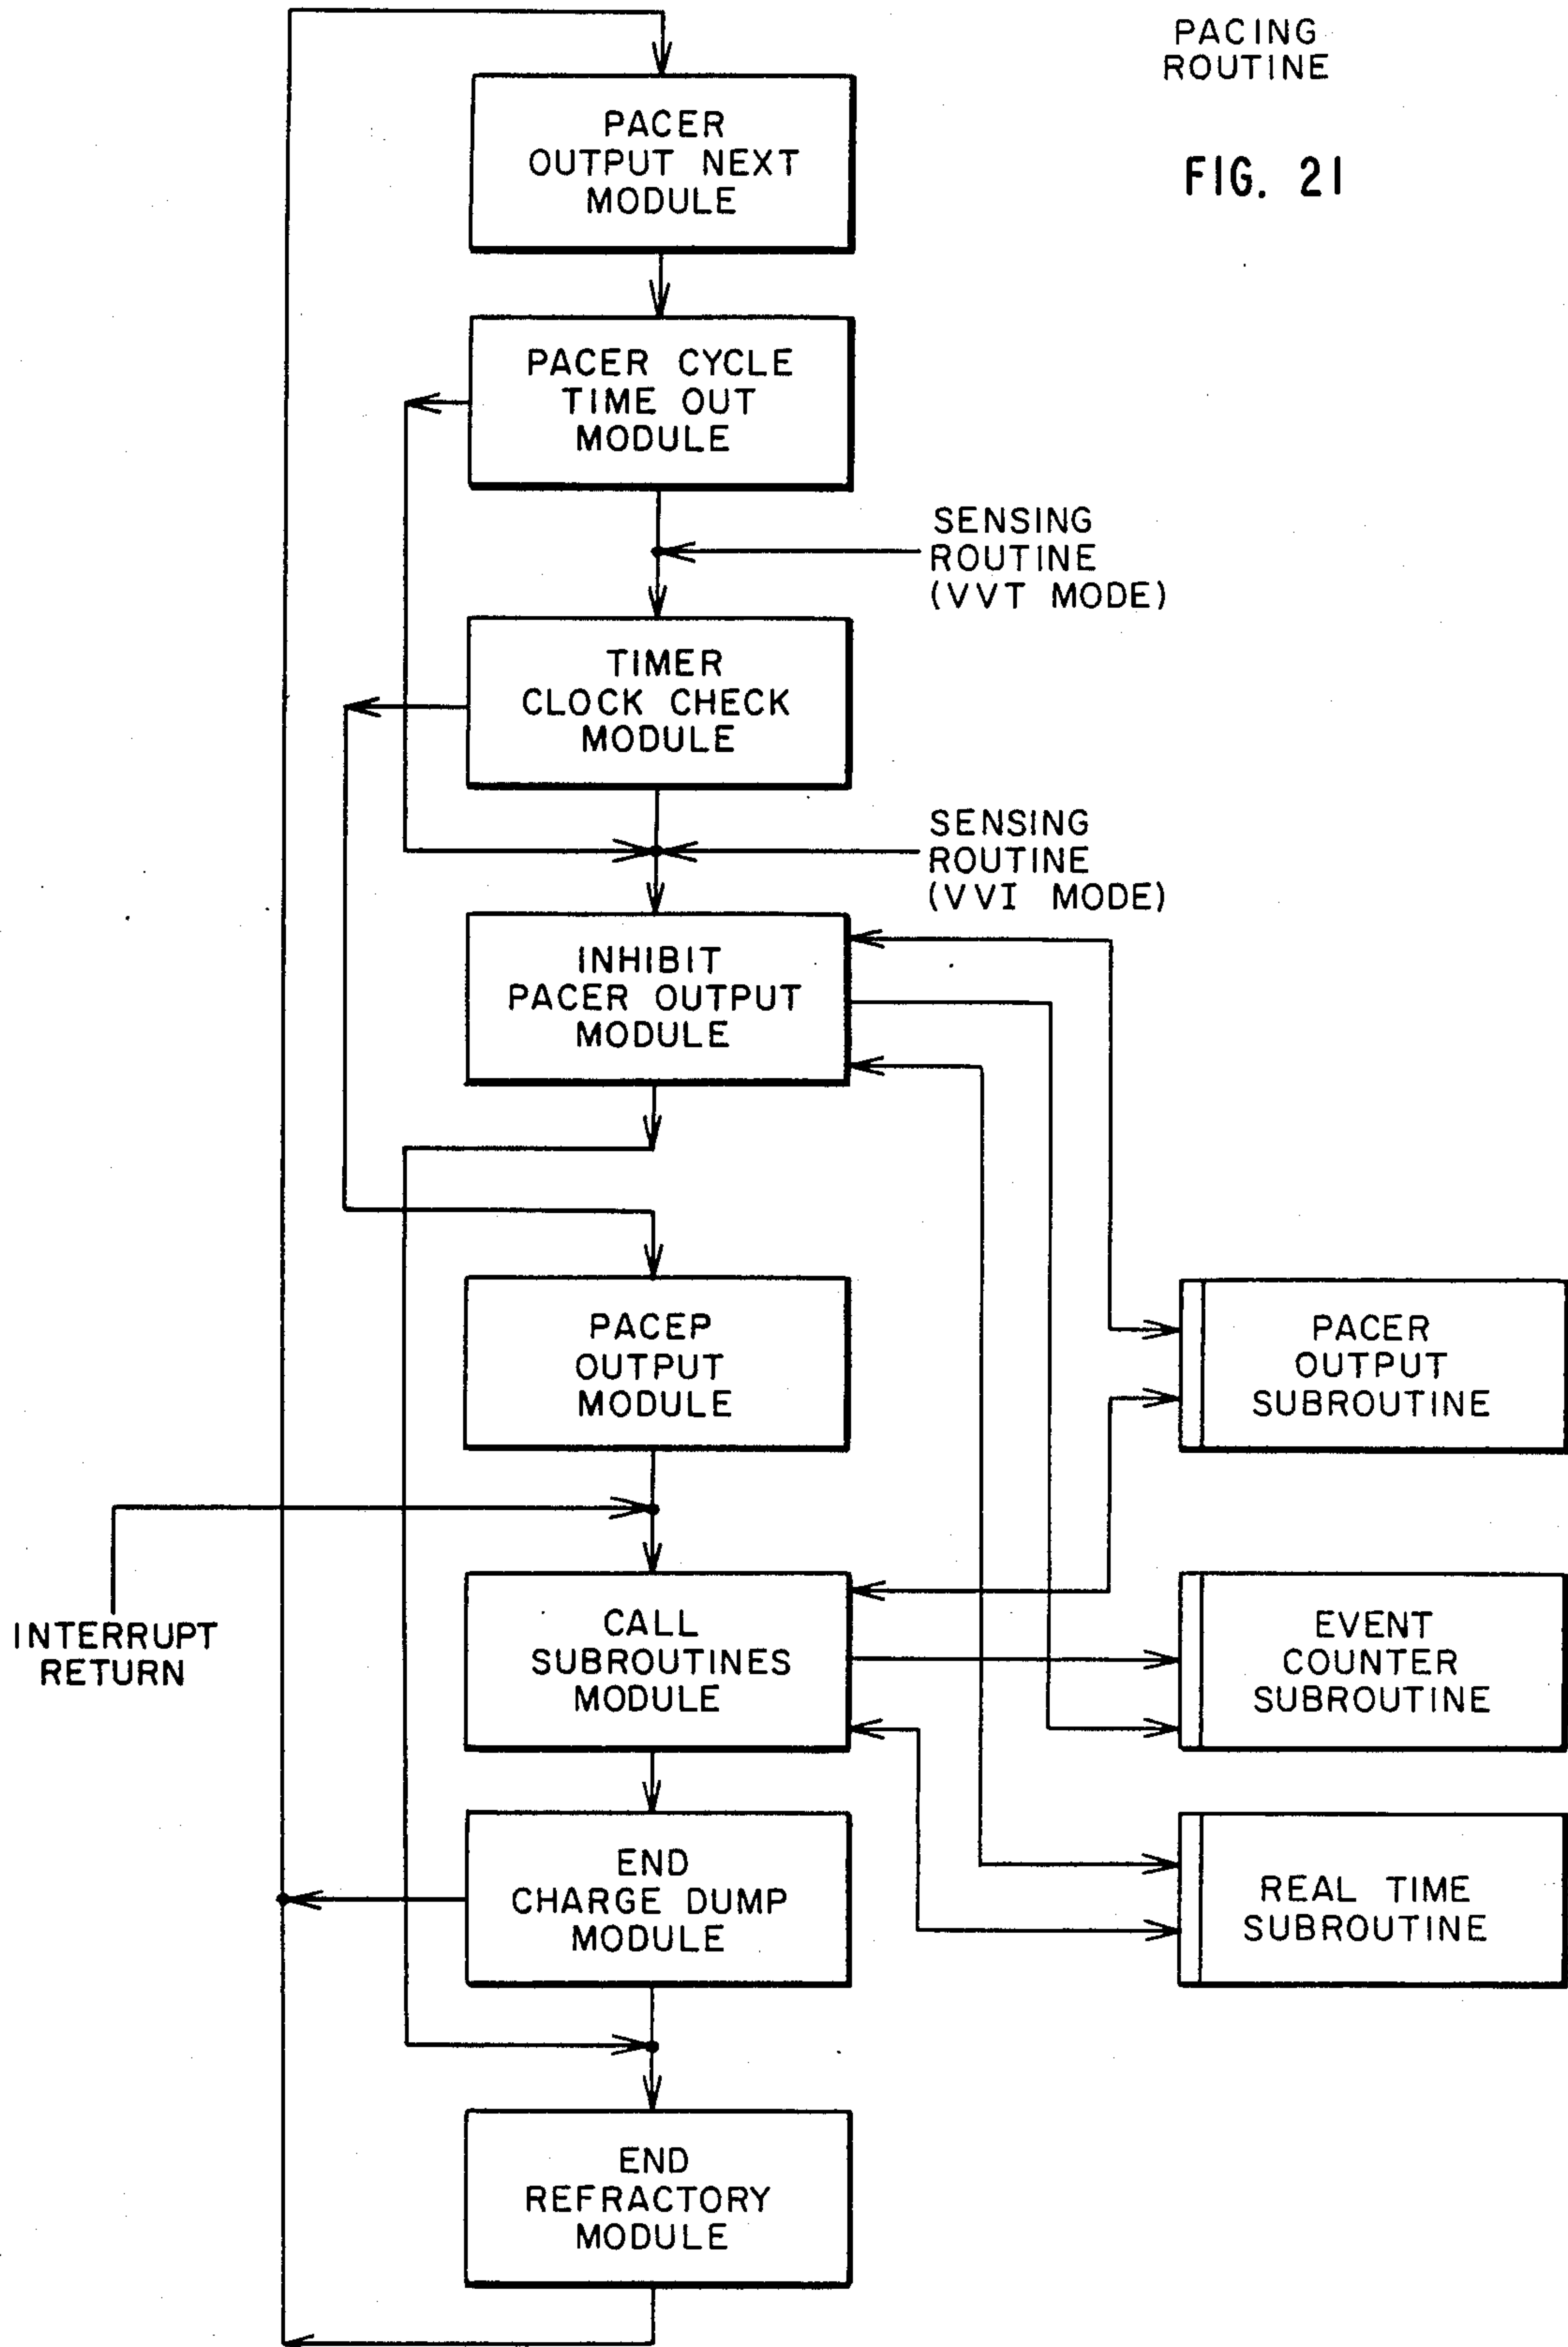 PACING
ROUTINE
FIG. 21
PACER
OUTPUT NEXT
MODULE
PACER CYCLE
TIME OUT
MODULE
SENSING
ROUTINE
(VVT MODE)
TIMER
CLOCK CHECK
MODULE
SENSING
ROUTINE
(VVI MODE)
INHIBIT
PACER OUTPUT
MODULE
PACEP
OUTPUT
MODULE
PACER
OUTPUT
SUBROUTINE
INTERRUPT
RETURN
CALL
SUBROUTINES
MODULE
EVENT
COUNTER
SUBROUTINE
END
CHARGE DUMP
MODULE
REAL TIME
SUBROUTINE
END
REFRACTORY
MODULE